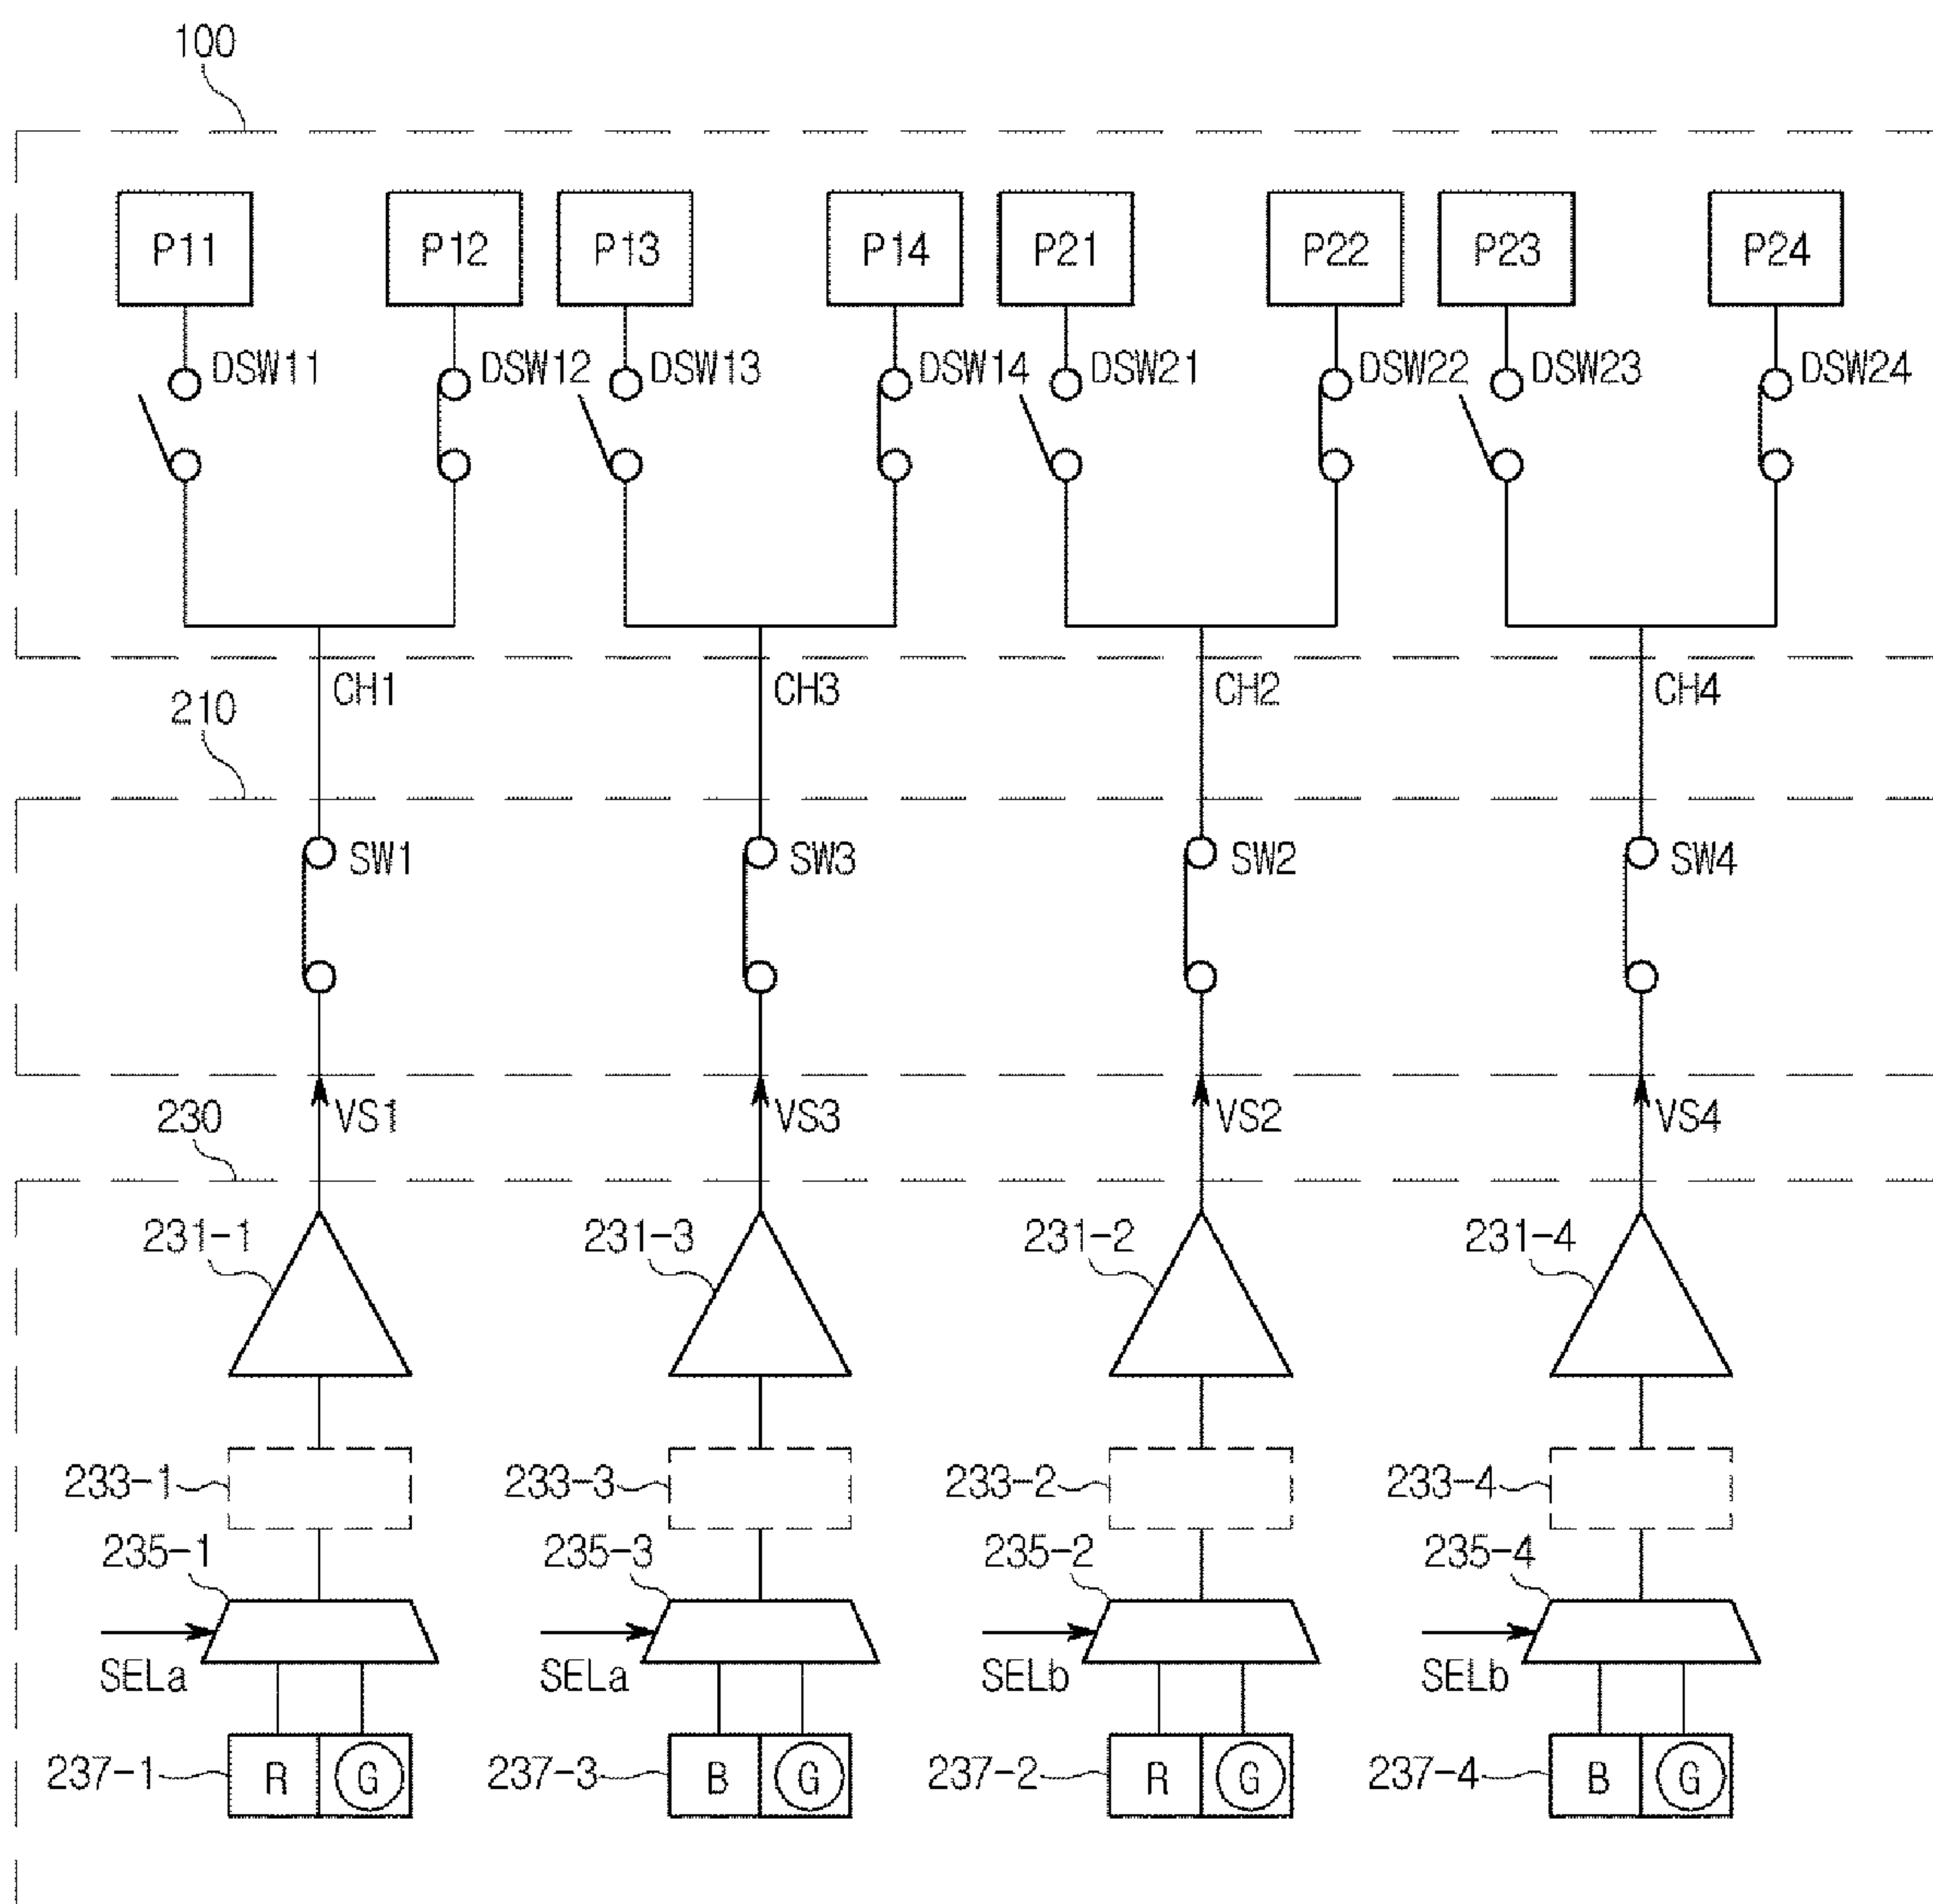 100
P11 P12 P13 P14 P21 P22 P23 P24
DSW11 DSW12 DSW13 DSW14 DSW21 DSW22 DSW23 DSW24
CH1 CH3 CH2 CH4
210
SW1 SW3 SW2 SW4
VS1 VS3 VS2 VS4
230
231-1 231-3 231-2 231-4
233-1 233-3 233-2 233-4
235-1 235-3 235-2 235-4
SELa SELa SELb SELb
237-1 R G 237-3 B G 237-2 R G 237-4 B G